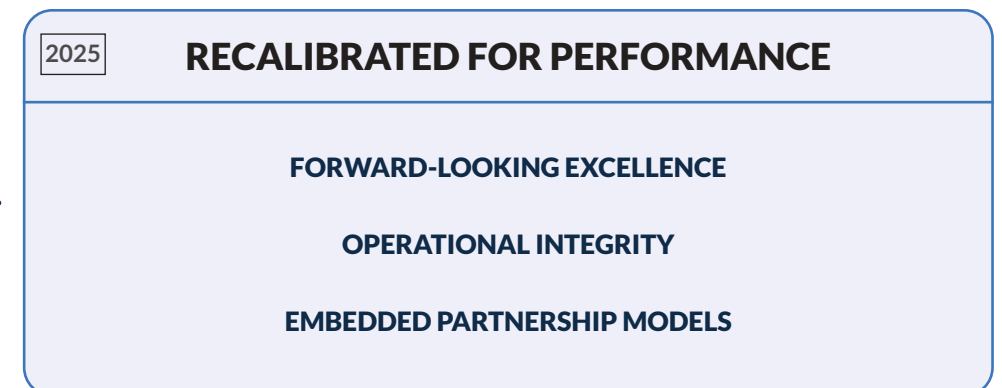 2025
RECALIBRATED FOR PERFORMANCE
FORWARD-LOOKING EXCELLENCE
OPERATIONAL INTEGRITY
EMBEDDED PARTNERSHIP MODELS